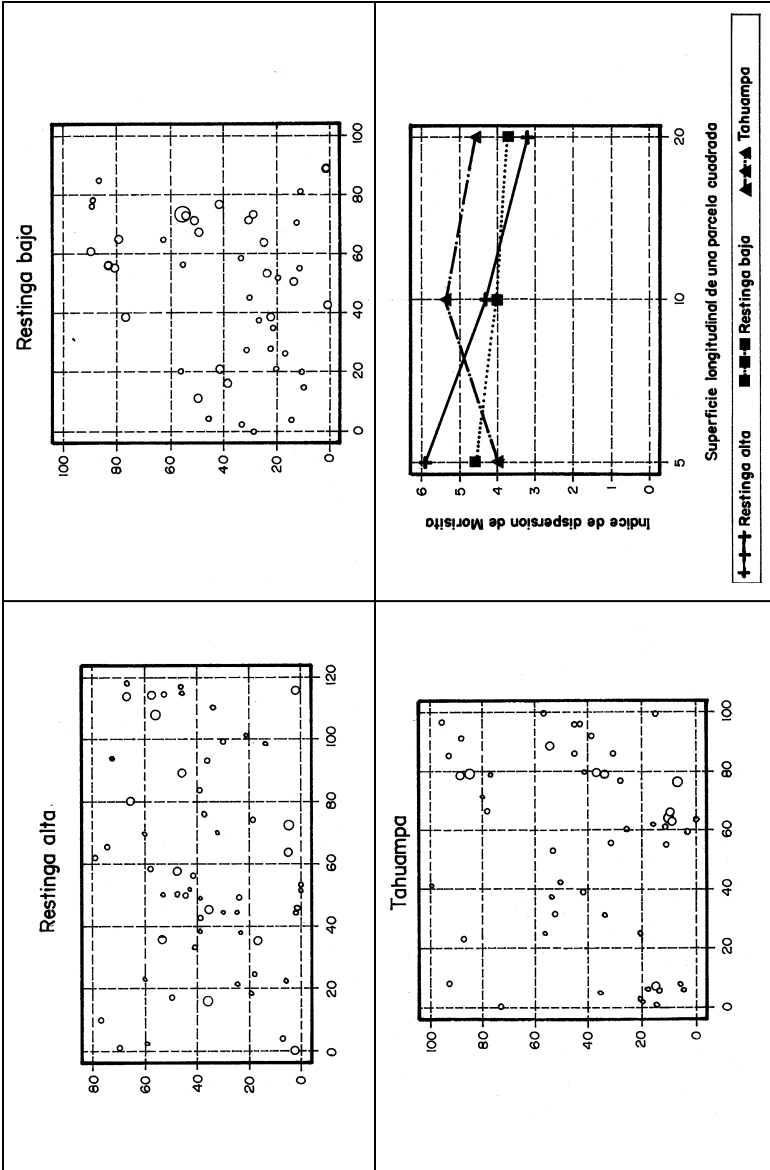 Restinga alta
80
60
40
20
0
0 20 40 60 80 100 120
Restinga baja
100
80
60
40
20
0
0 20 40 60 80 100
Tahuampa
100
80
60
40
20
0
0 20 40 60 80 100
Indice de dispersion de Morisita
6
5
4
3
2
1
0
5 10 20
Superficie longitudinal de una parcela cuadrada
Restinga alta Restinga baja Tahuampa